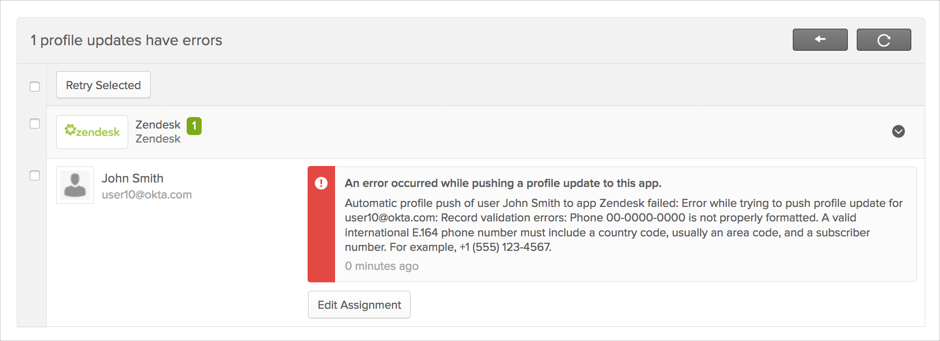 1 profile updates have errors
Retry Selected
zendesk
Zendesk 1
Zendesk
John Smith
user10@okta.com
An error occurred while pushing a profile update to this app.
Automatic profile push of user John Smith to app Zendesk failed: Error while trying to push profile update for
user10@okta.com: Record validation errors: Phone 00-0000-0000 is not properly formatted. A valid
international E.164 phone number must include a country code, usually an area code, and a subscriber
number. For example, +1 (555) 123-4567.
0 minutes ago
Edit Assignment